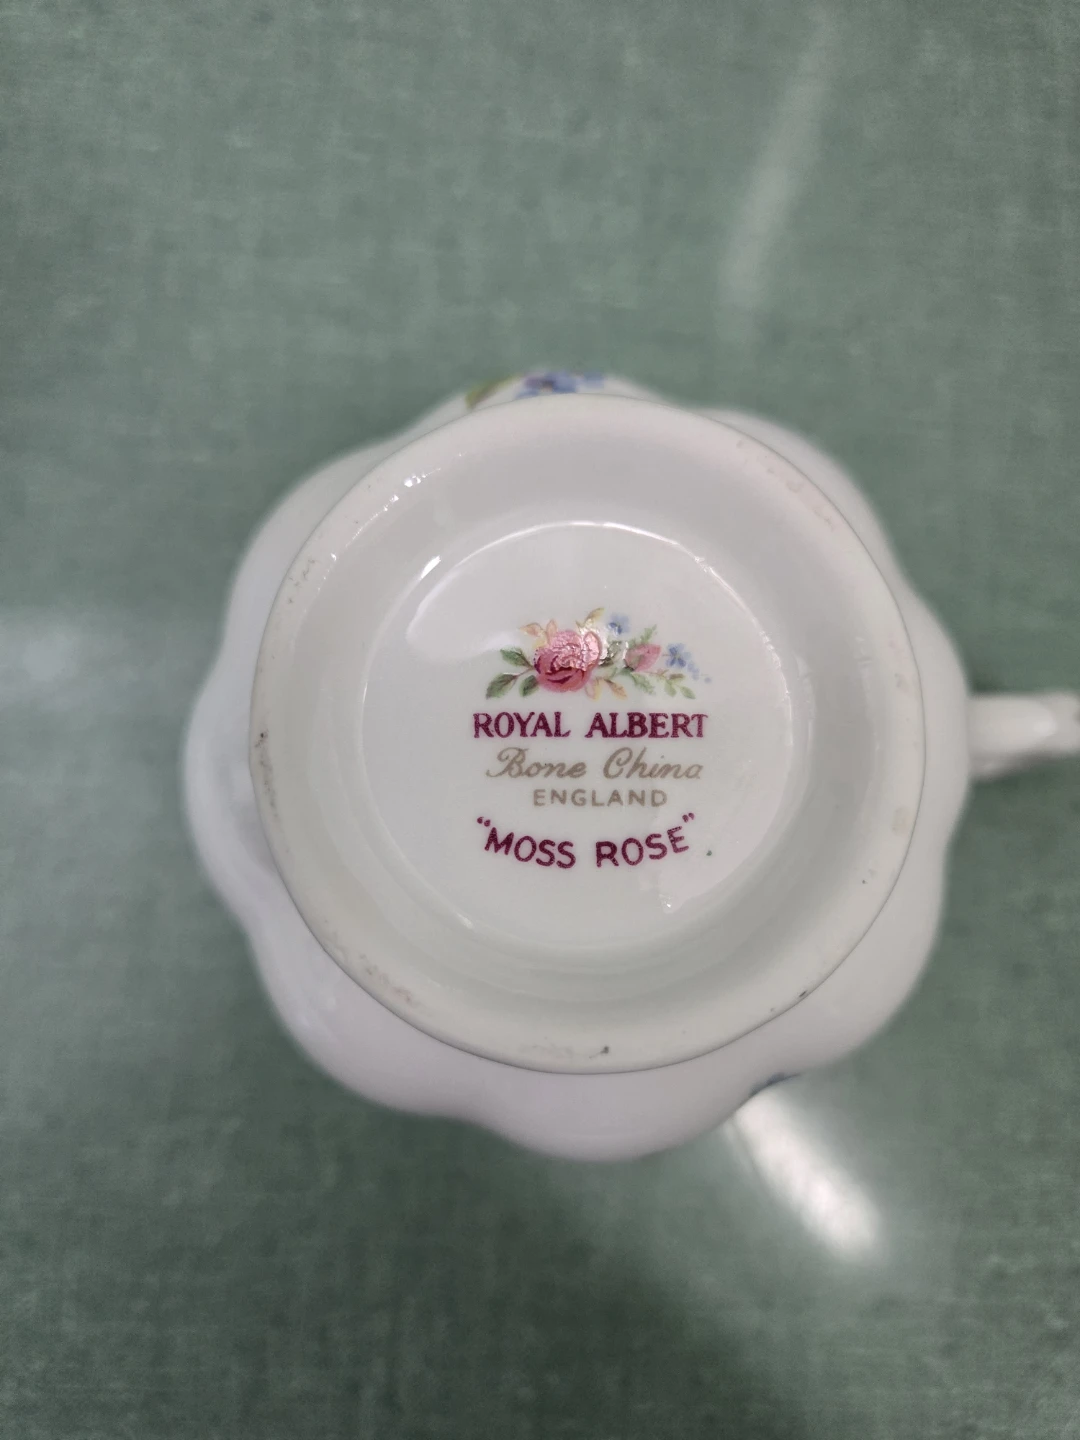 ROYAL ALBERT
Bone China
ENGLAND
"MOSS ROSE"